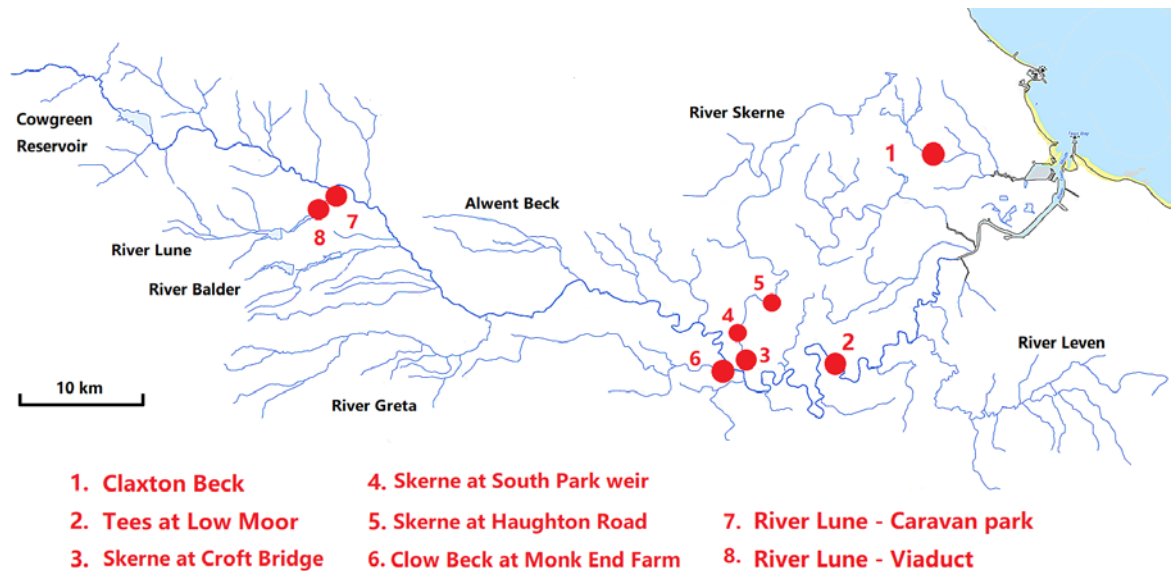 Cowgreen
Reservoir
River Skerne
1
Alwent Beck
7
8
River Lune
River Balder
5
4
2
3
6
River Leven
10 km
River Greta
1. Claxton Beck
2. Tees at Low Moor
3. Skerne at Croft Bridge
4. Skerne at South Park weir
5. Skerne at Haughton Road
6. Clow Beck at Monk End Farm
7. River Lune - Caravan park
8. River Lune - Viaduct